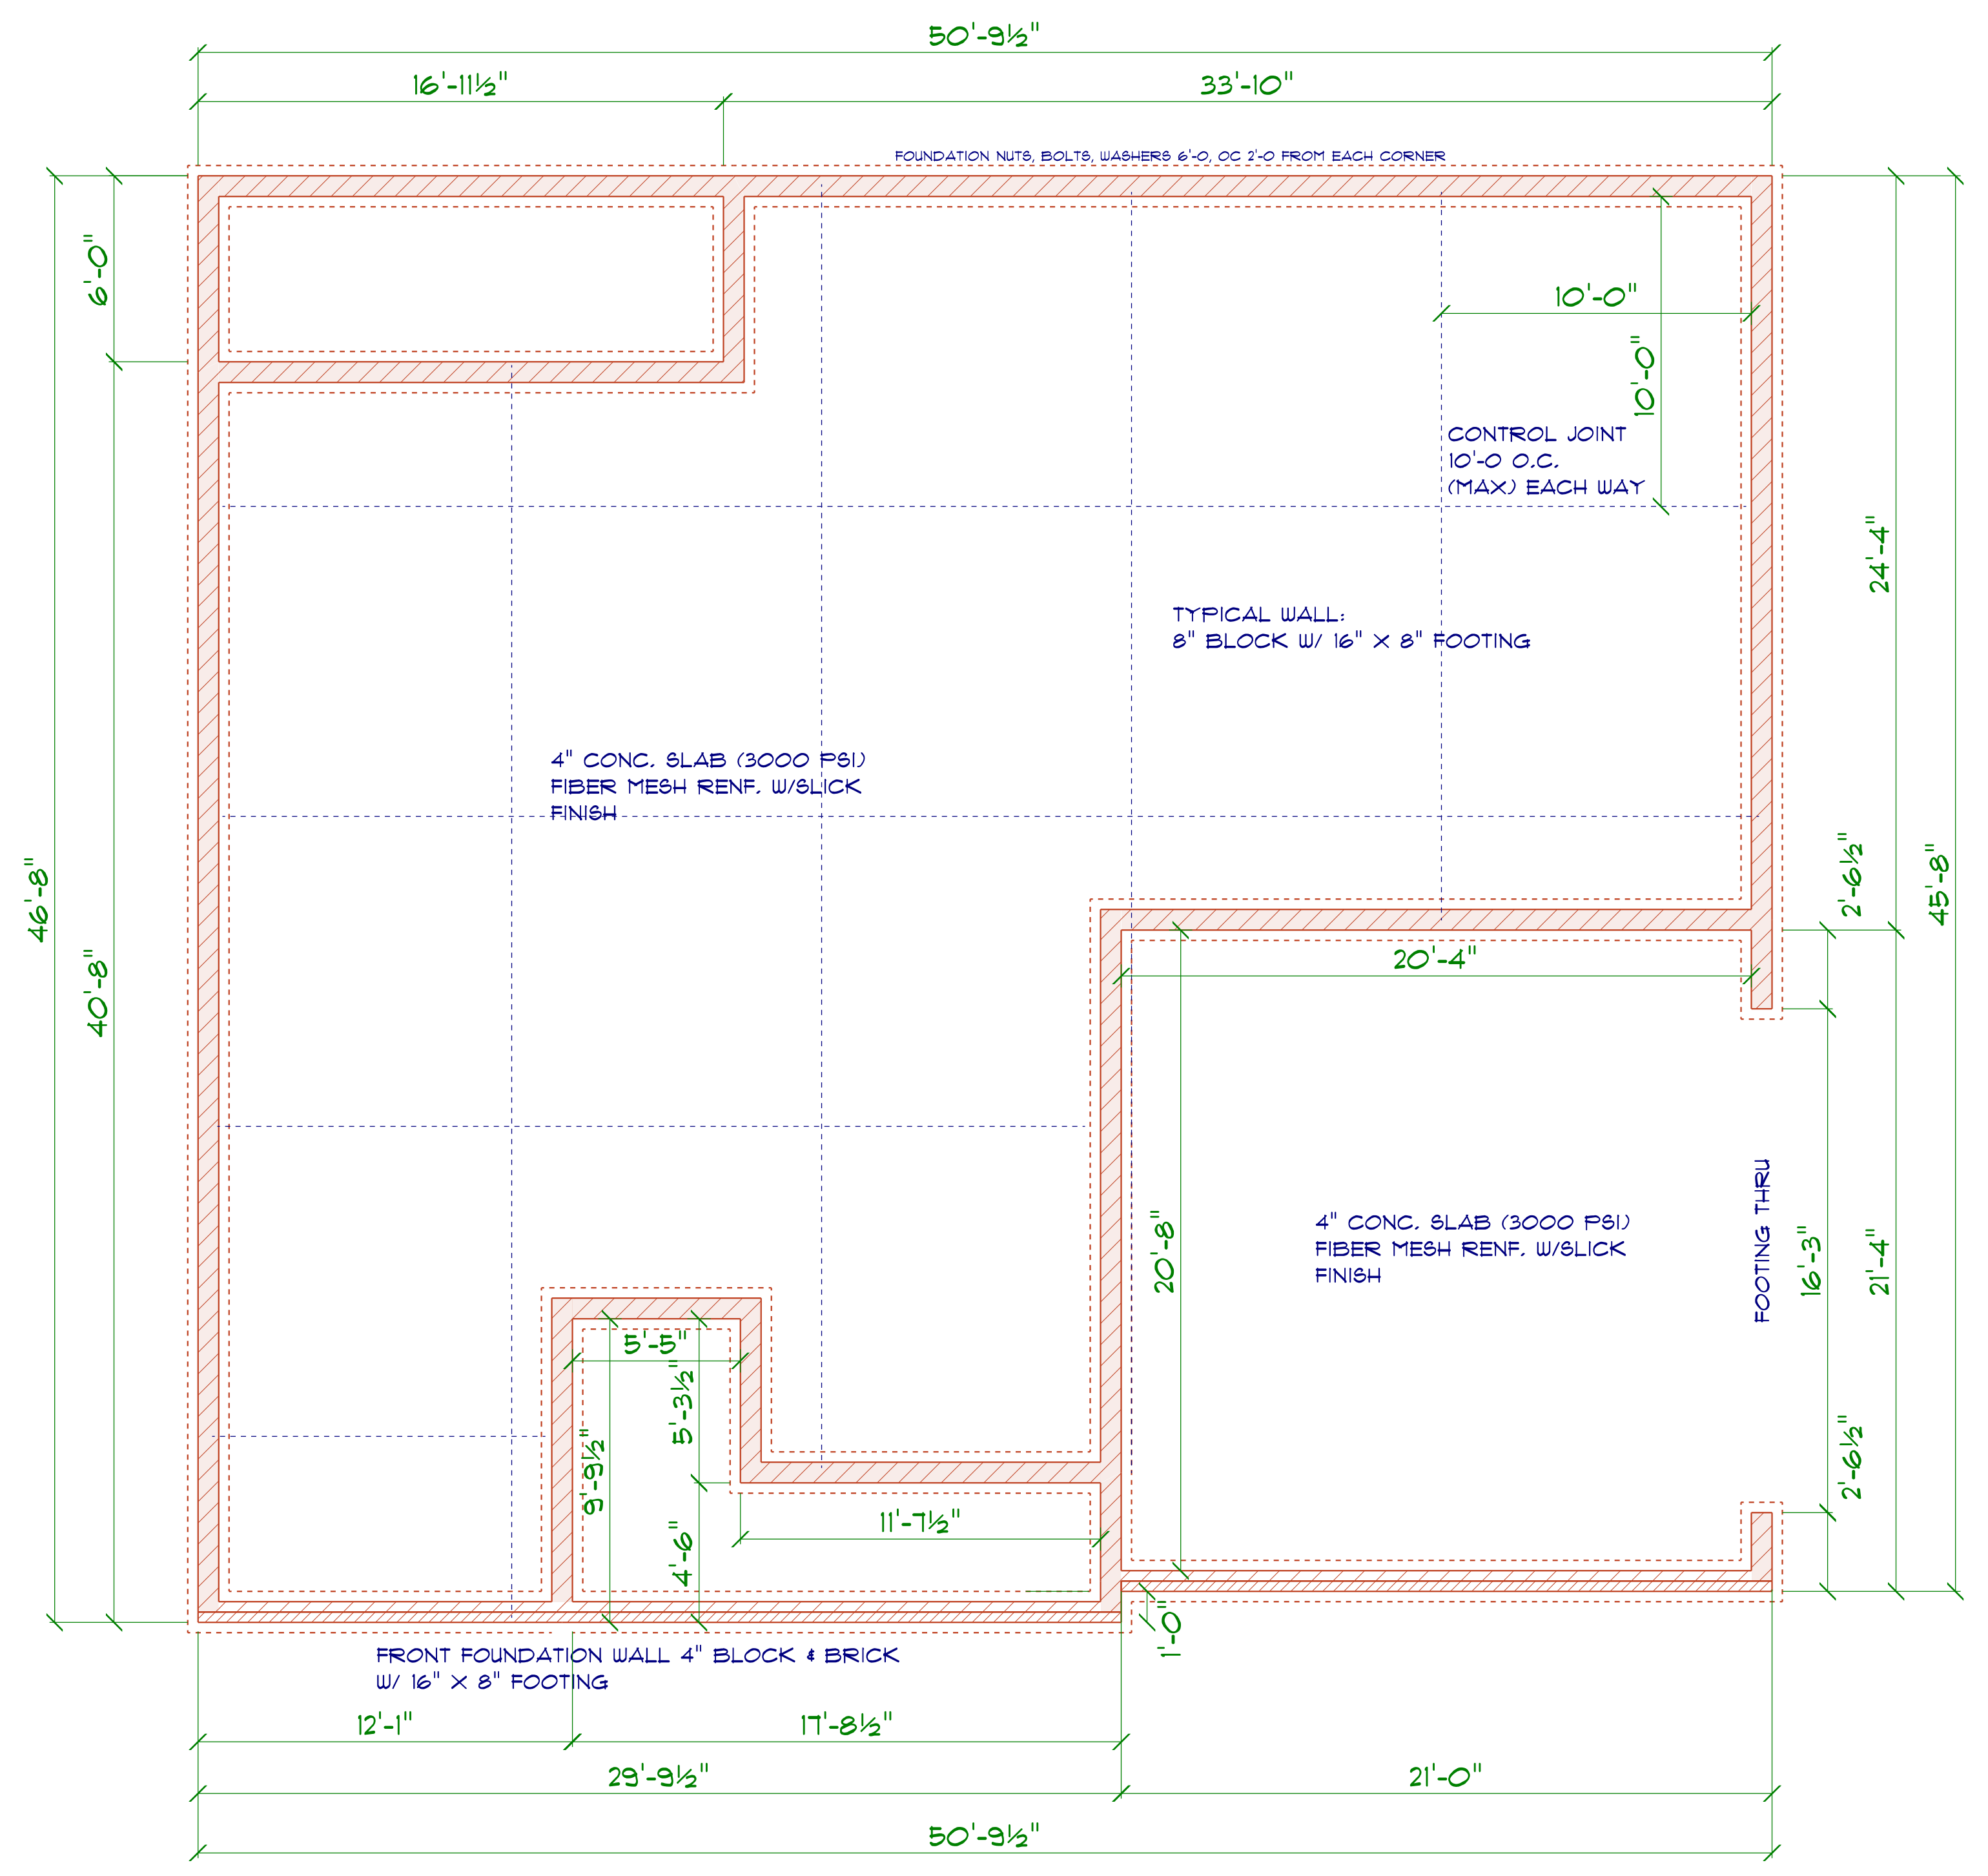 50'-9½"
16'-11½"
33'-10"
FOUNDATION NUTS, BOLTS, WASHERS 6'-0, OC 2'-0 FROM EACH CORNER
6'-0"
10'-0"
10'-0"
CONTROL JOINT
10'-0 O.C.
(MAX) EACH WAY
24'-4"
TYPICAL WALL:
8" BLOCK W/ 16" X 8" FOOTING
4" CONC. SLAB (3000 PSI)
FIBER MESH RENF. W/SLICK
FINISH
46'-8"
40'-8"
2'-6½"
45'-8"
20'-4"
20'-8"
4" CONC. SLAB (3000 PSI)
FIBER MESH RENF. W/SLICK
FINISH
FOOTING THRU
16'-3"
21'-4"
5'-5"
5'-3½"
9'-9½"
2'-6½"
11'-7½"
4'-6"
1'-0"
FRONT FOUNDATION WALL 4" BLOCK & BRICK
W/ 16" X 8" FOOTING
12'-1"
17'-8½"
29'-9½"
21'-0"
50'-9½"